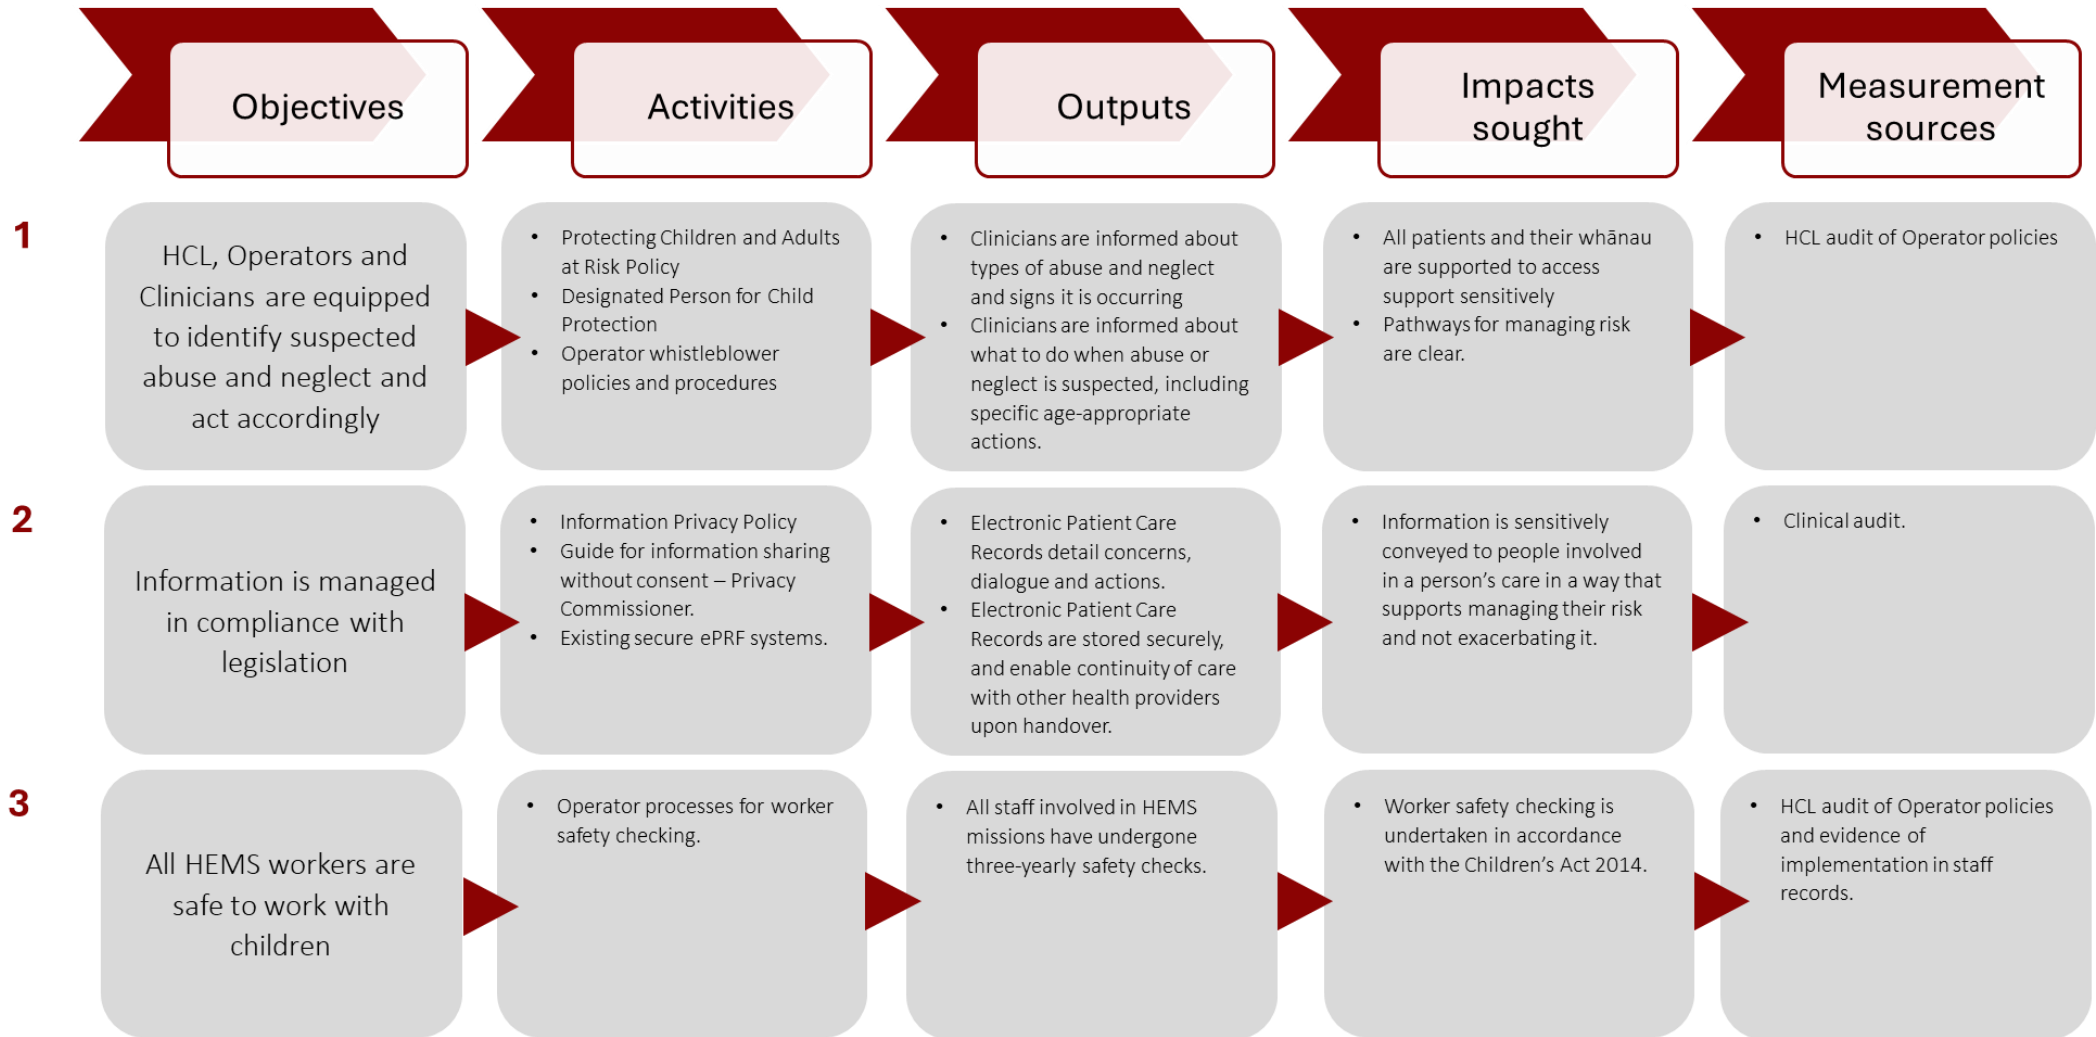 Objectives
Activities
Outputs
Impacts
sought
Measurement
sources
1
HCL, Operators and
Clinicians are equipped
to identify suspected
abuse and neglect and
act accordingly
• Protecting Children and Adults
at Risk Policy
• Designated Person for Child
Protection
• Operator whistleblower
policies and procedures
• Clinicians are informed about
types of abuse and neglect
and signs it is occurring
• Clinicians are informed about
what to do when abuse or
neglect is suspected, including
specific age-appropriate
actions.
• All patients and their whānau
are supported to access
support sensitively
• Pathways for managing risk
are clear.
• HCL audit of Operator policies
2
Information is managed
in compliance with
legislation
• Information Privacy Policy
• Guide for information sharing
without consent – Privacy
Commissioner.
• Existing secure ePRF systems.
• Electronic Patient Care
Records detail concerns,
dialogue and actions.
• Electronic Patient Care
Records are stored securely,
and enable continuity of care
with other health providers
upon handover.
• Information is sensitively
conveyed to people involved
in a person's care in a way that
supports managing their risk
and not exacerbating it.
• Clinical audit.
3
All HEMS workers are
safe to work with
children
• Operator processes for worker
safety checking.
• All staff involved in HEMS
missions have undergone
three-yearly safety checks.
• Worker safety checking is
undertaken in accordance
with the Children's Act 2014.
• HCL audit of Operator policies
and evidence of
implementation in staff
records.